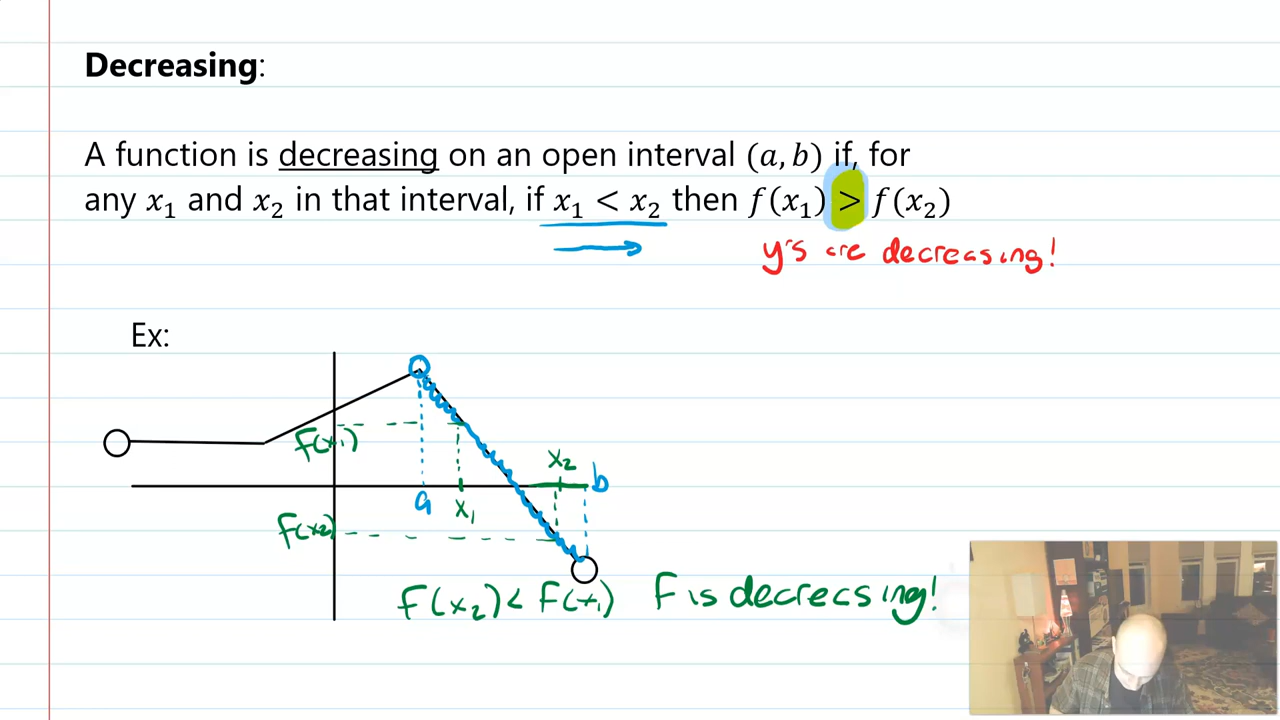 Decreasing:
A function is decreasing on an open interval (a, b) if, for
any x₁ and x₂ in that interval, if x₁ < x₂ then f(x₁) > f(x₂)
y's are decreasing!
Ex:
f(x₁)
x₂
b
a
x₁
f(x₂)
f(x₂) < f(x₁) f is decreasing!